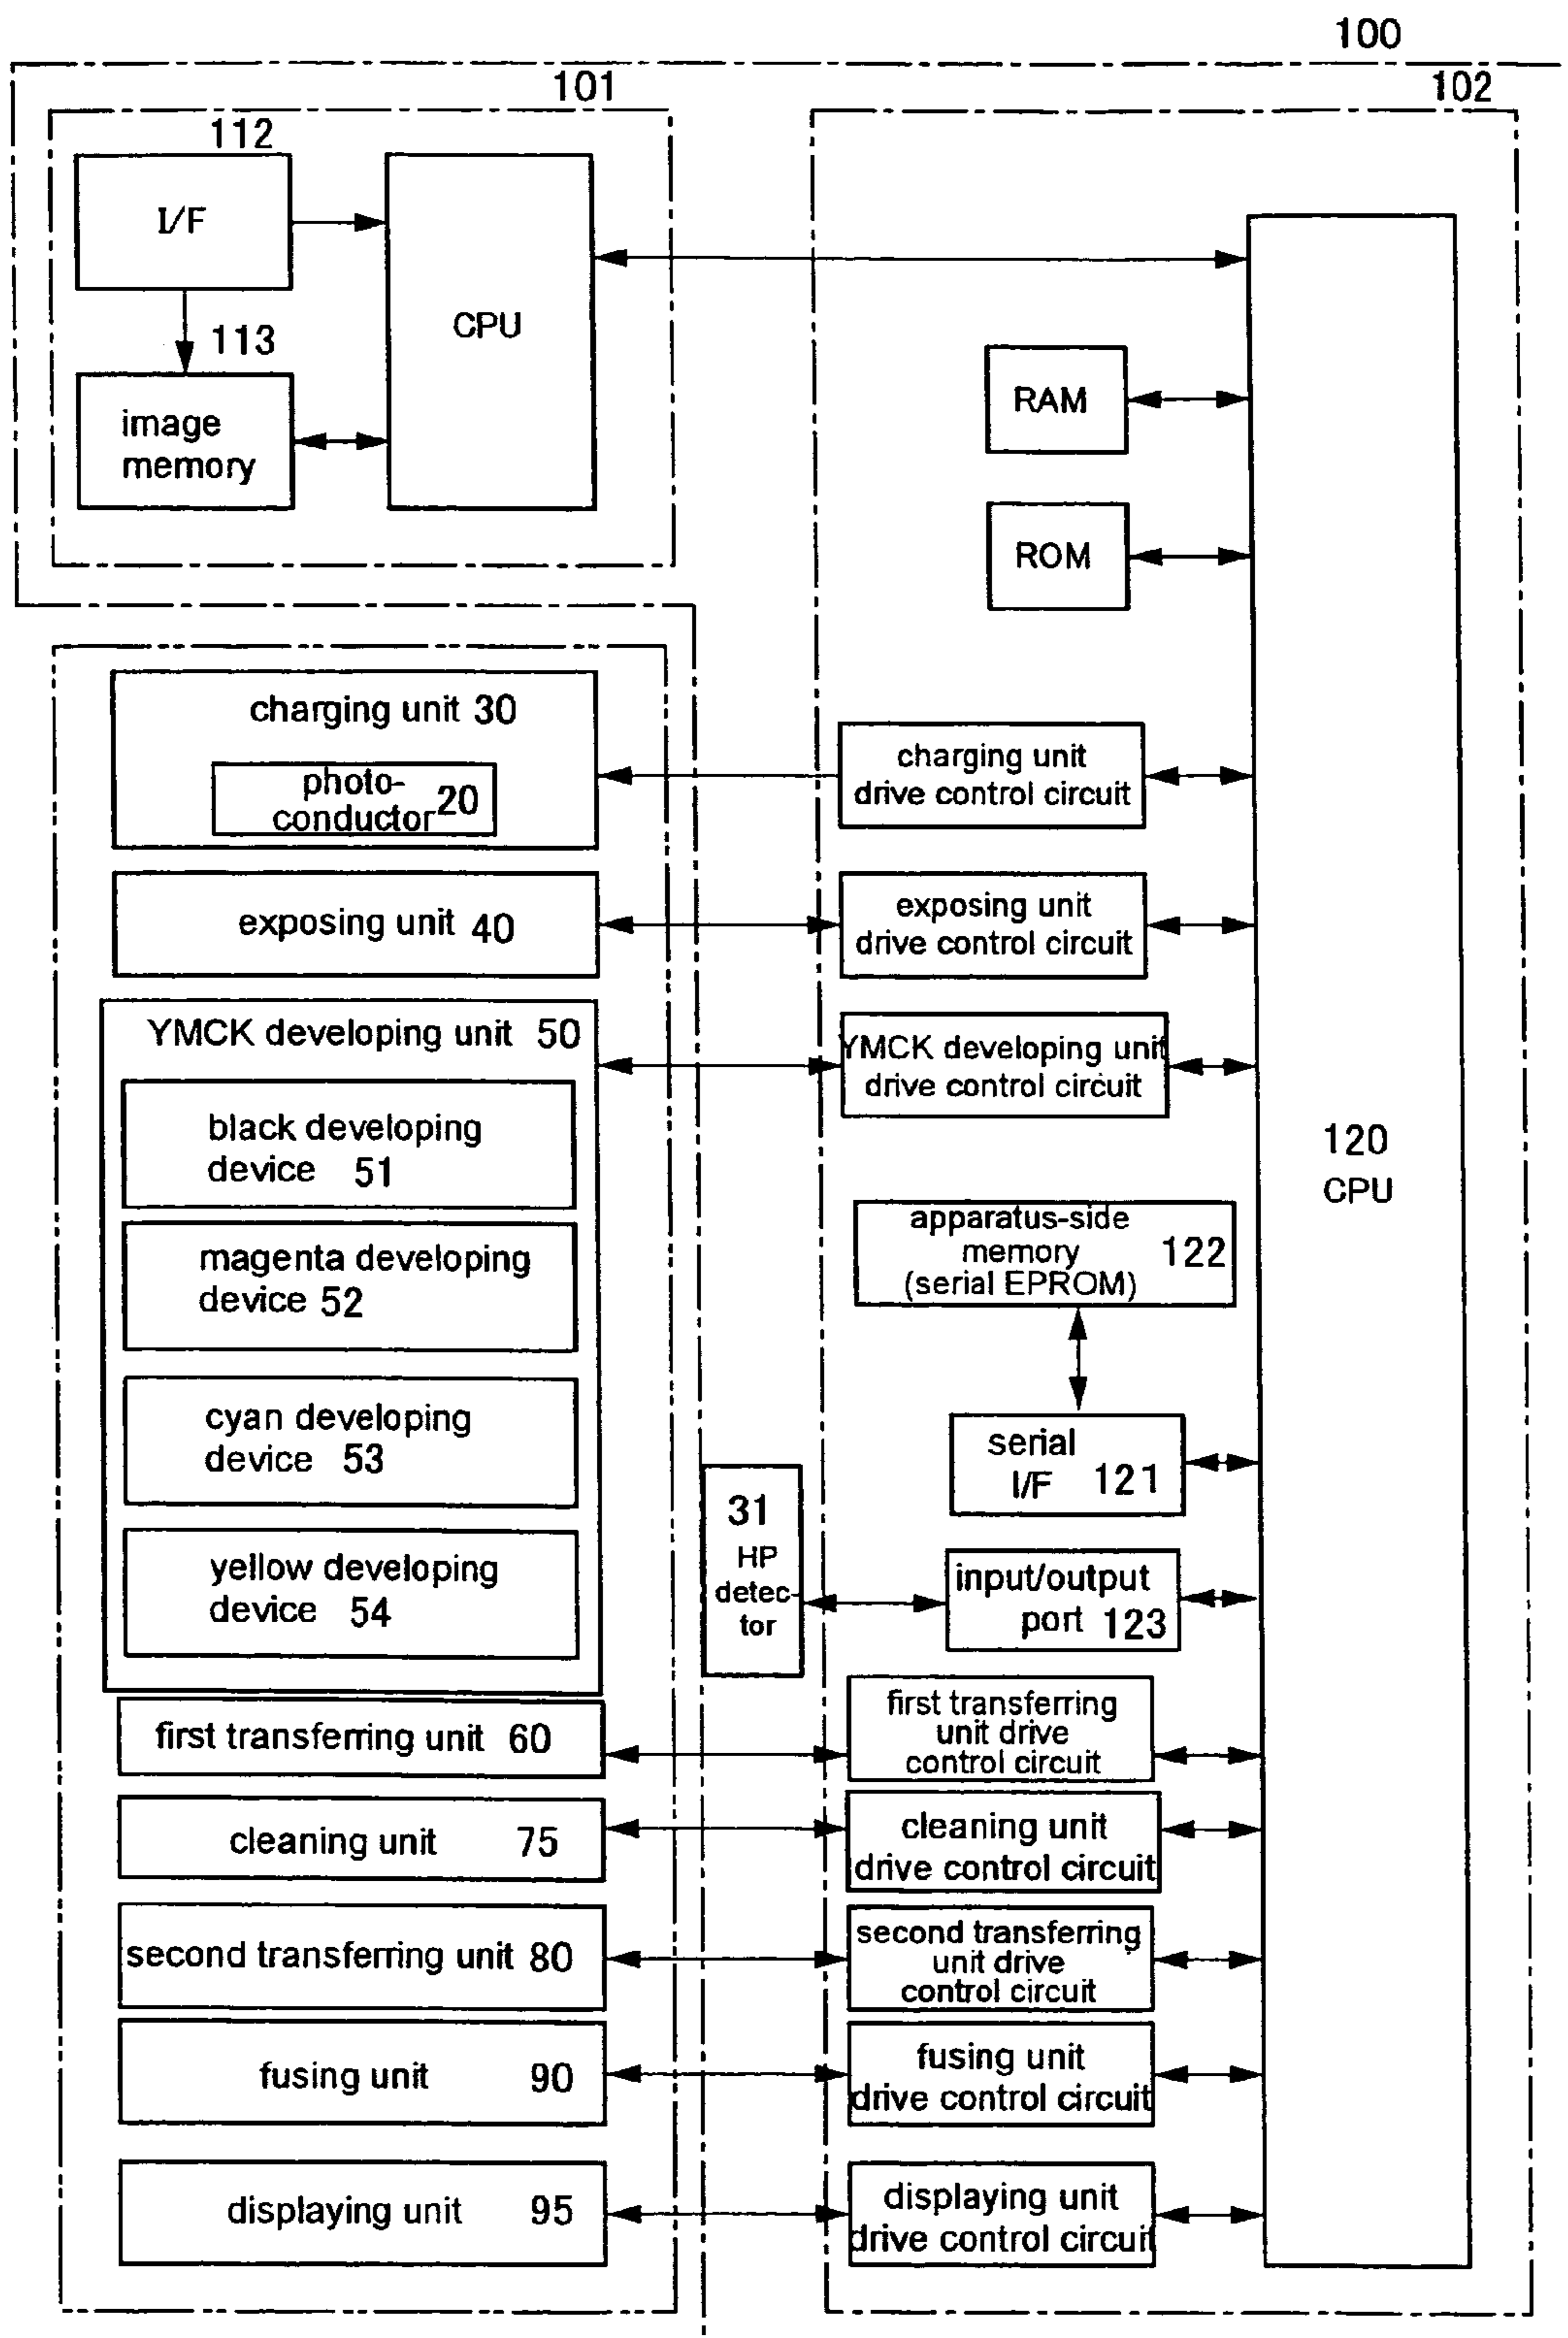 100
101
102
112
I/F
CPU
113
image
memory
RAM
ROM
charging unit 30
photo-
conductor 20
charging unit
drive control circuit
exposing unit 40
exposing unit
drive control circuit
YMCK developing unit 50
YMCK developing unit
drive control circuit
black developing
device 51
magenta developing
device 52
cyan developing
device 53
yellow developing
device 54
120
CPU
apparatus-side
memory 122
(serial EPROM)
serial
I/F 121
31
HP
detec-
tor
input/output
port 123
first transferring unit 60
first transferring
unit drive
control circuit
cleaning unit 75
cleaning unit
drive control circuit
second transferring unit 80
second transferring
unit drive
control circuit
fusing unit 90
fusing unit
drive control circuit
displaying unit 95
displaying unit
drive control circuit